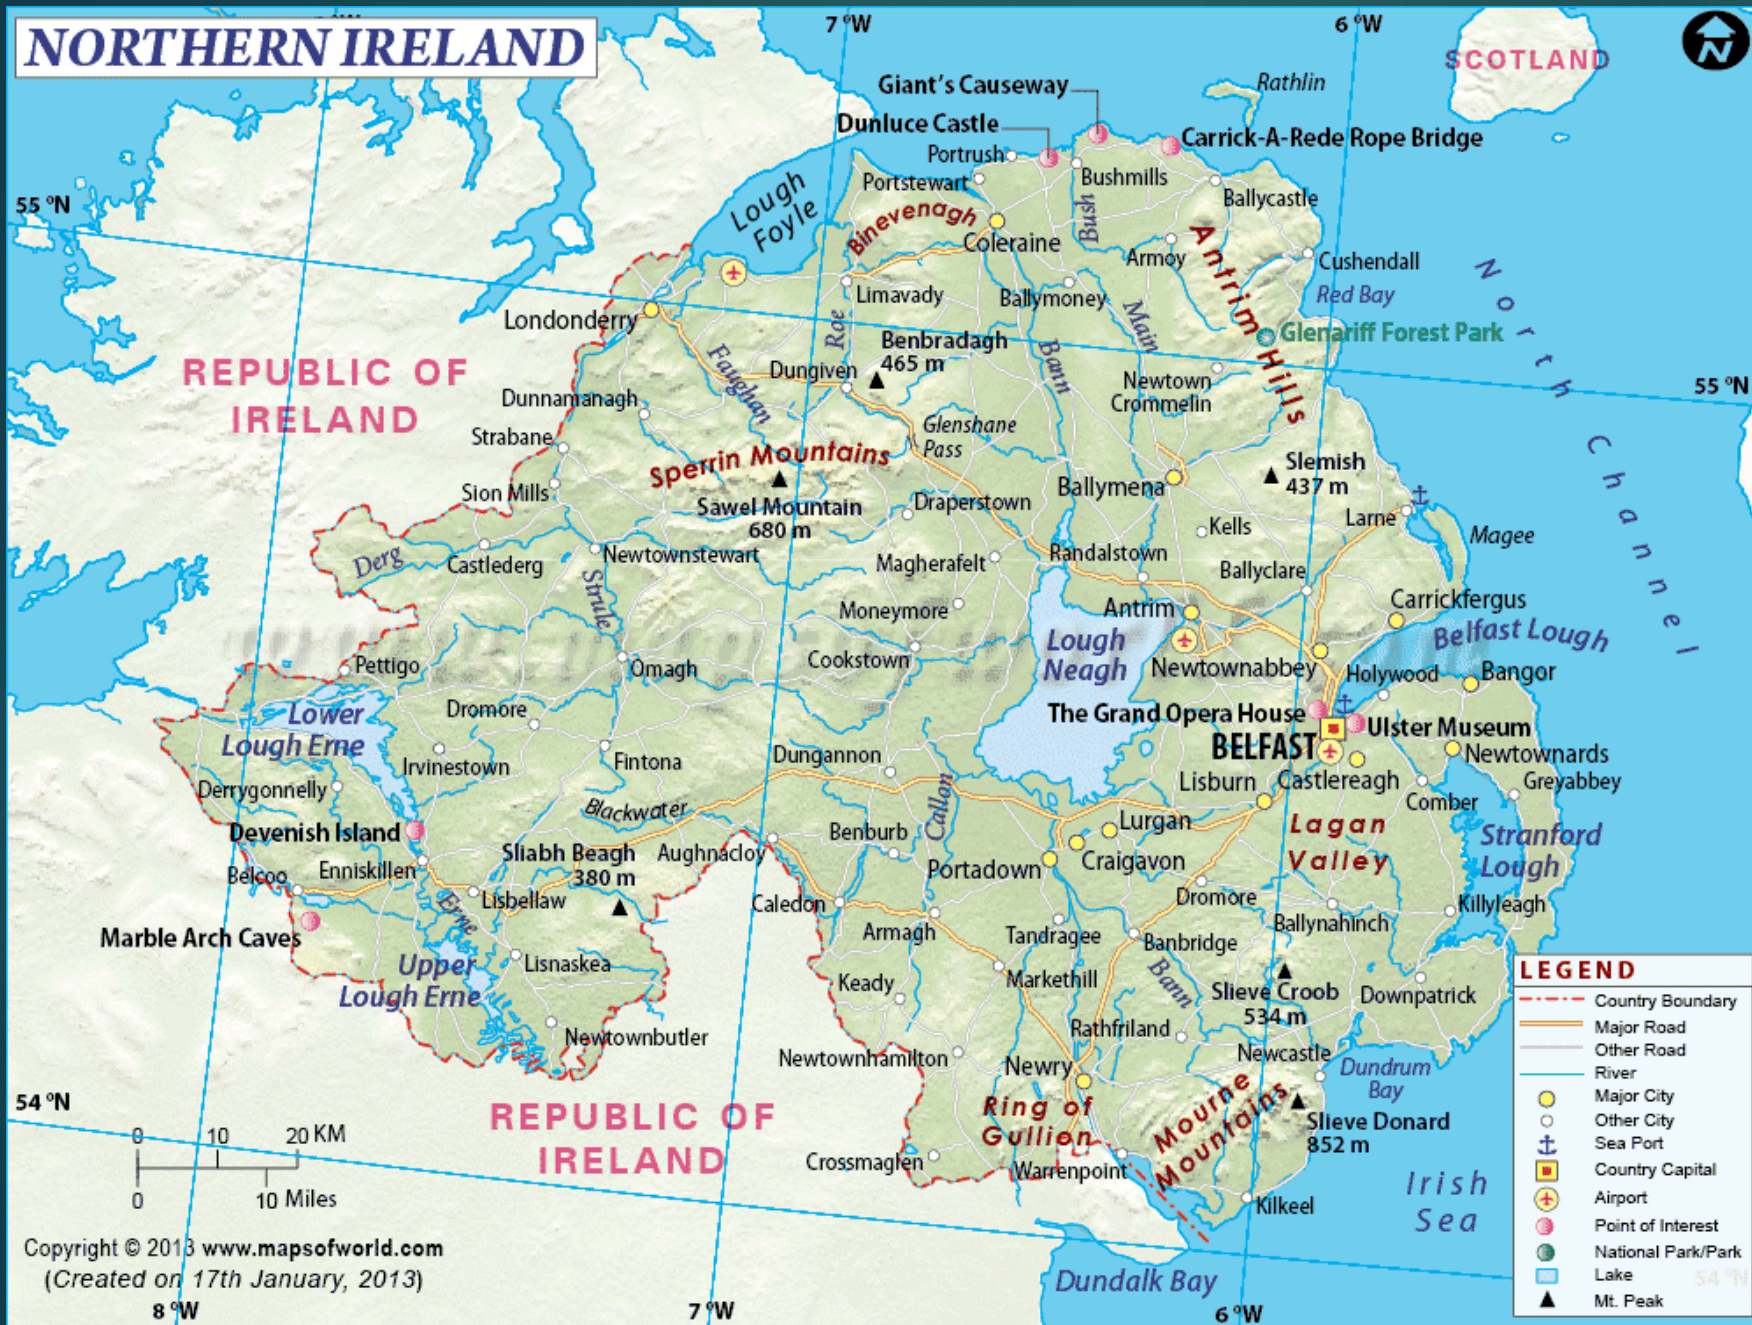 NORTHERN IRELAND
7 °W
6 °W
SCOTLAND
N
Giant's Causeway
Rathlin
Dunluce Castle
Carrick-A-Rede Rope Bridge
Portrush
Portstewart
Bushmills
Ballycastle
55 °N
Lough
Foyle
Binevenagh
Bush
Coleraine
Armoy
Antrim Hills
Cushendall
Red Bay
North Channel
Limavady
Ballymoney
Main
Londonderry
Roe
Glenariff Forest Park
Benbradagh
465 m
Bann
REPUBLIC OF
IRELAND
Faughan
Dungiven
Newtown
Crommelin
55 °N
Dunnamanagh
Glenshane
Pass
Strabane
Sperrin Mountains
Slemish
437 m
Sion Mills
Sawel Mountain
680 m
Draperstown
Ballymena
Kells
Larne
Magee
Derg
Castlederg
Newtownstewart
Magherafelt
Randalstown
Ballyclare
Strule
Moneymore
Antrim
Carrickfergus
Belfast Lough
Lough
Neagh
Pettigo
Omagh
Cookstown
Newtownabbey
Holywood
Bangor
Lower
Lough Erne
Dromore
The Grand Opera House
Ulster Museum
BELFAST
Irvinestown
Fintona
Dungannon
Newtownards
Lisburn
Castlereagh
Greyabbey
Derrygonnelly
Comber
Blackwater
Callon
Devenish Island
Benburb
Lurgan
Lagan
Valley
Stranford
Lough
Sliabh Beagh
380 m
Aughnacloy
Portadown
Craigavon
Belcoo
Enniskillen
Lisbellaw
Dromore
Caledon
Killyleagh
Erne
Ballynahinch
Marble Arch Caves
Armagh
Tandragee
Banbridge
Upper
Lough Erne
Lisnaskea
Keady
Markethill
Bann
Slieve Croob
534 m
Downpatrick
Newtownbutler
Rathfriland
Newtownhamilton
Newry
Newcastle
Dundrum
Bay
54 °N
REPUBLIC OF
IRELAND
Ring of
Gullion
Mourne
Mountains
Slieve Donard
852 m
0 10 20 KM
0 10 Miles
Crossmaglen
Warrenpoint
Kilkeel
Irish
Sea
Dundalk Bay
Copyright © 2013 www.mapsofworld.com
(Created on 17th January, 2013)
8 °W
7 °W
6 °W
LEGEND
Country Boundary
Major Road
Other Road
River
Major City
Other City
Sea Port
Country Capital
Airport
Point of Interest
National Park/Park
Lake
54 °N
Mt. Peak